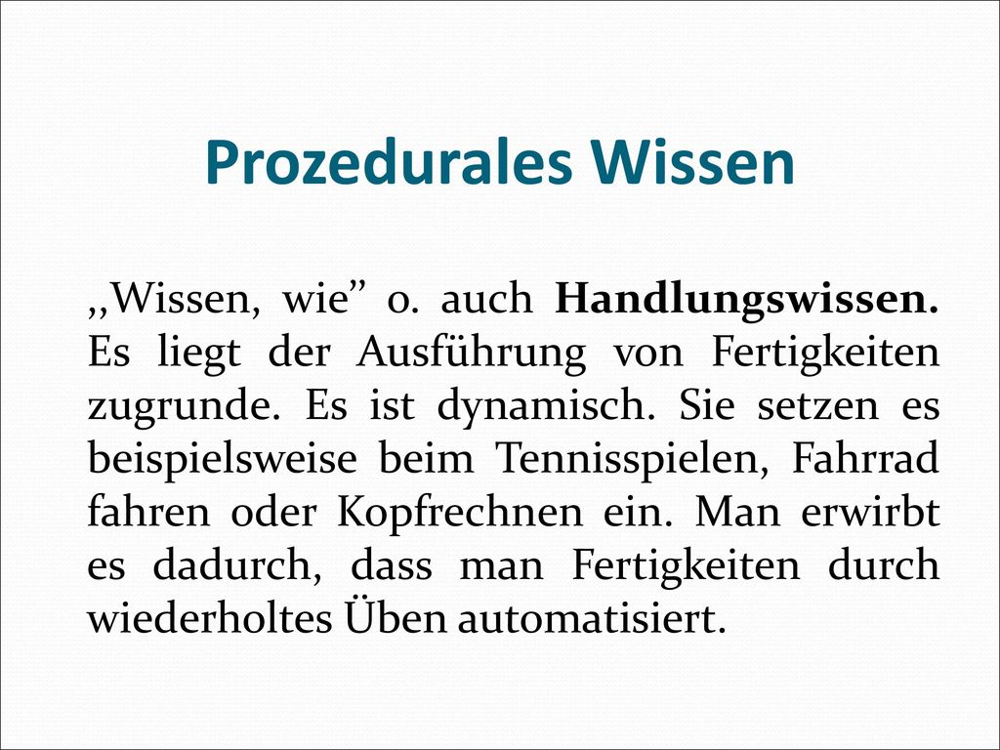 Prozedurales Wissen
,,Wissen, wie’’ o. auch Handlungswissen.
Es liegt der Ausführung von Fertigkeiten
zugrunde. Es ist dynamisch. Sie setzen es
beispielsweise beim Tennisspielen, Fahrrad
fahren oder Kopfrechnen ein. Man erwirbt
es dadurch, dass man Fertigkeiten durch
wiederholtes Üben automatisiert.